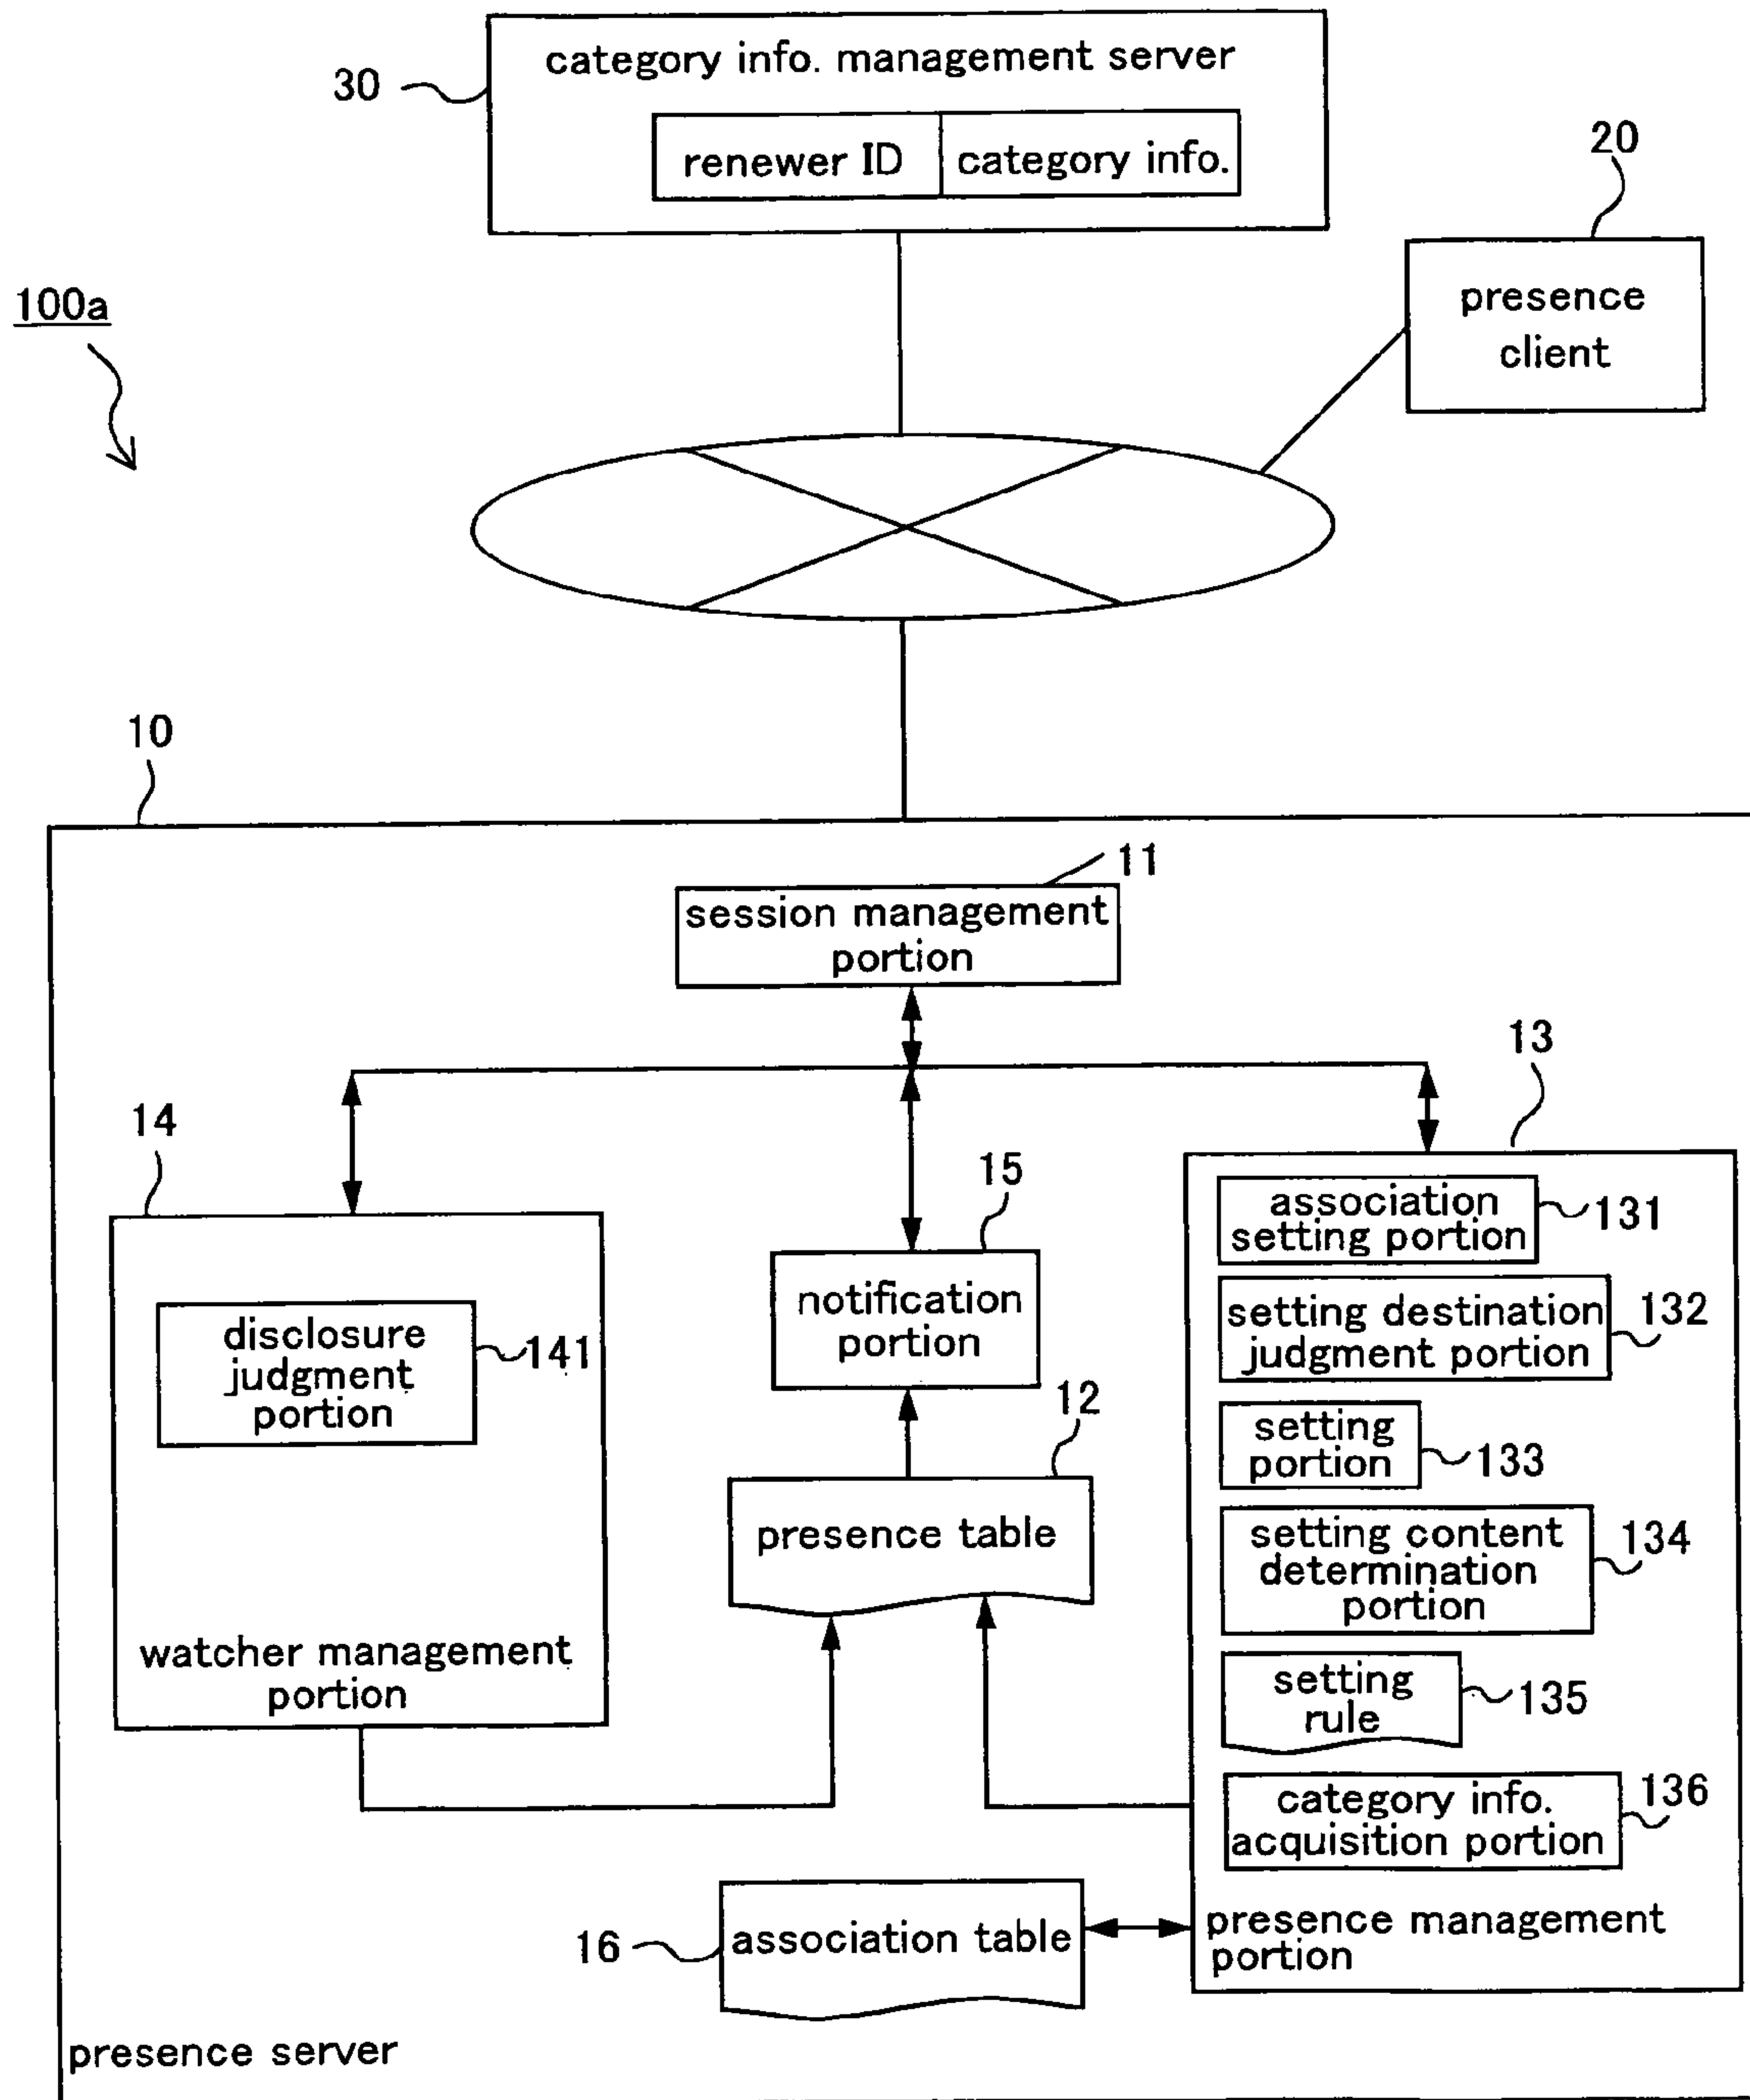 category info. management server
30
renewer ID
category info.
20
presence
client
100a
10
11
session management
portion
13
14
15
association
setting portion
131
notification
portion
setting destination
judgment portion
132
disclosure
judgment
portion
141
12
setting
portion
133
presence table
setting content
determination
portion
134
watcher management
portion
setting
rule
135
category info.
acquisition portion
136
16
association table
presence management
portion
presence server